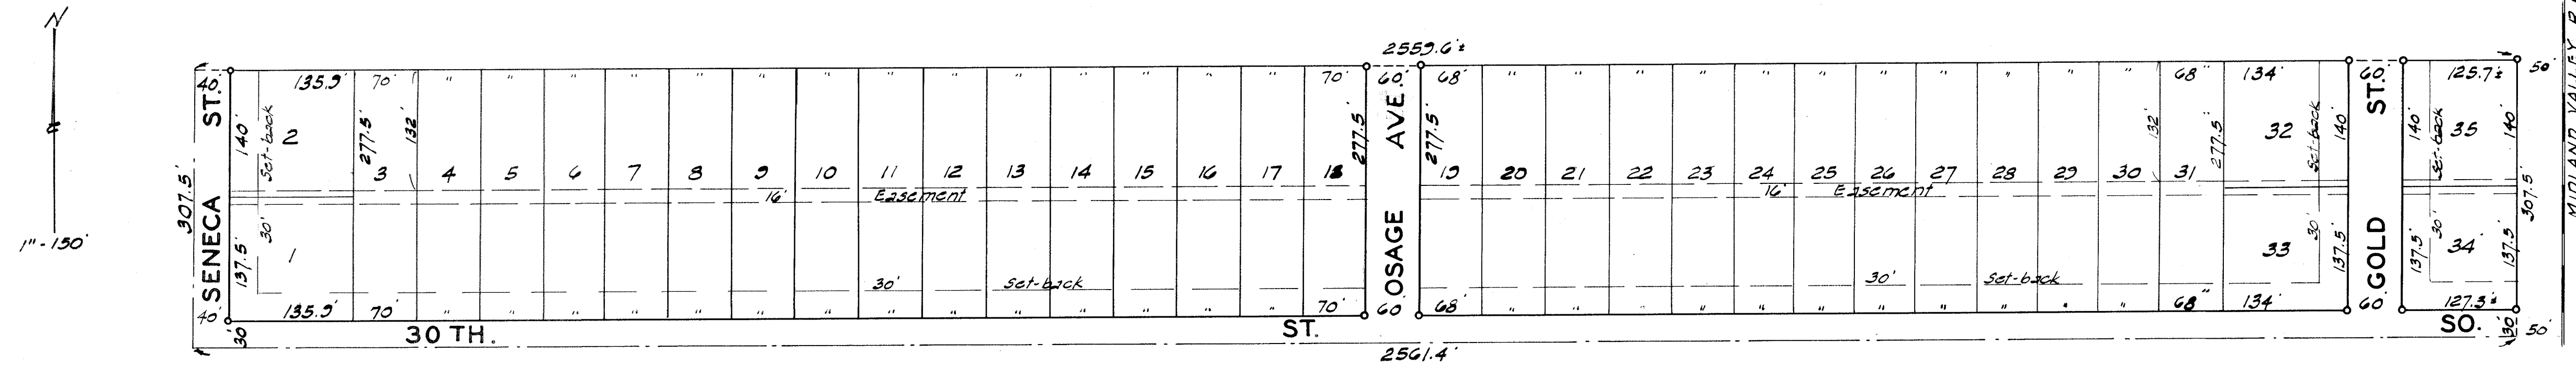 N
1" - 150'
2559.6'±
40' 135.9' 70' " " " " " " " " " " " " " " 70' 60' 68' " " " " " " " " " " " 68" 134' 60' 125.7'± 50'
SENECA ST.
307.5'
140' Set-back 2 277.5' 132'
3 4 5 6 7 8 9 10 11 12 13 14 15 16 17 18
277.5'
OSAGE AVE.
277.5'
19 20 21 22 23 24 25 26 27 28 29 30 31
132' 277.5' 32 Set-back 140'
GOLD ST.
140' Set-back 35 140'
MIDLAND VALLEY
16' Easement
16' Easement
137.5' 30' 1
30' Set-back
30' Set-back
33 30' 137.5'
137.5' 30' 34 137.5'
307.5'
40' 135.9' 70' " " " " " " " " " " " " " " 70' 60' 68' " " " " " " " " " " " 68" 134' 60' 127.3'±
30' 30TH. ST. SO. 30' 50'
2561.4'